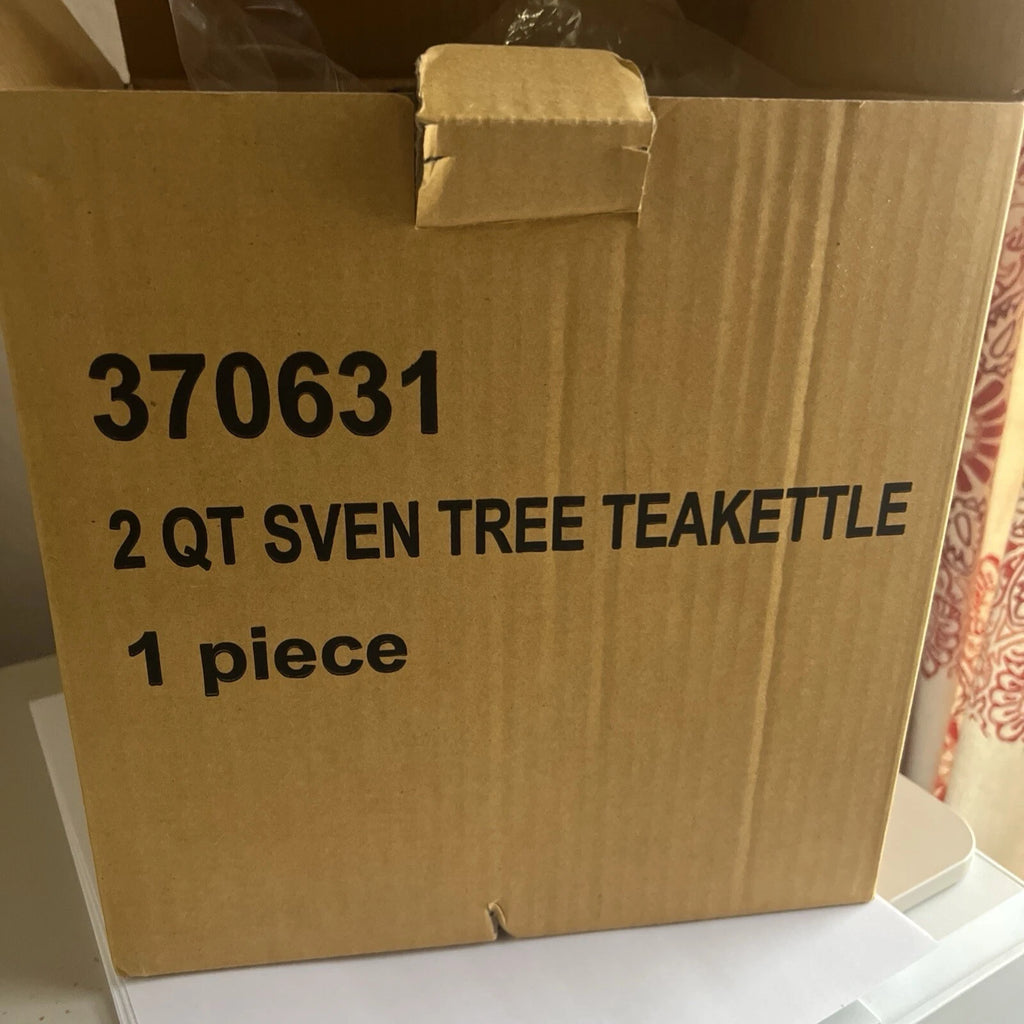 370631
2 QT SVEN TREE TEAKETTLE
1 piece